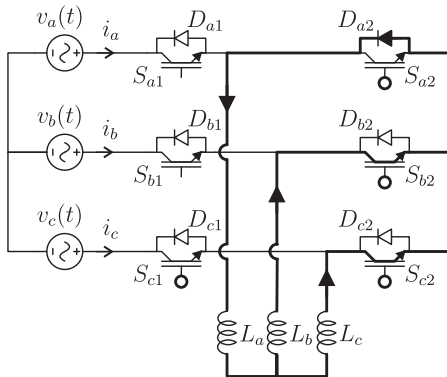 v_a(t) i_a D_{a1} D_{a2}
S_{a1} S_{a2}
v_b(t) i_b D_{b1} D_{b2}
S_{b1} S_{b2}
v_c(t) i_c D_{c1} D_{c2}
S_{c1} S_{c2}
L_a L_b L_c